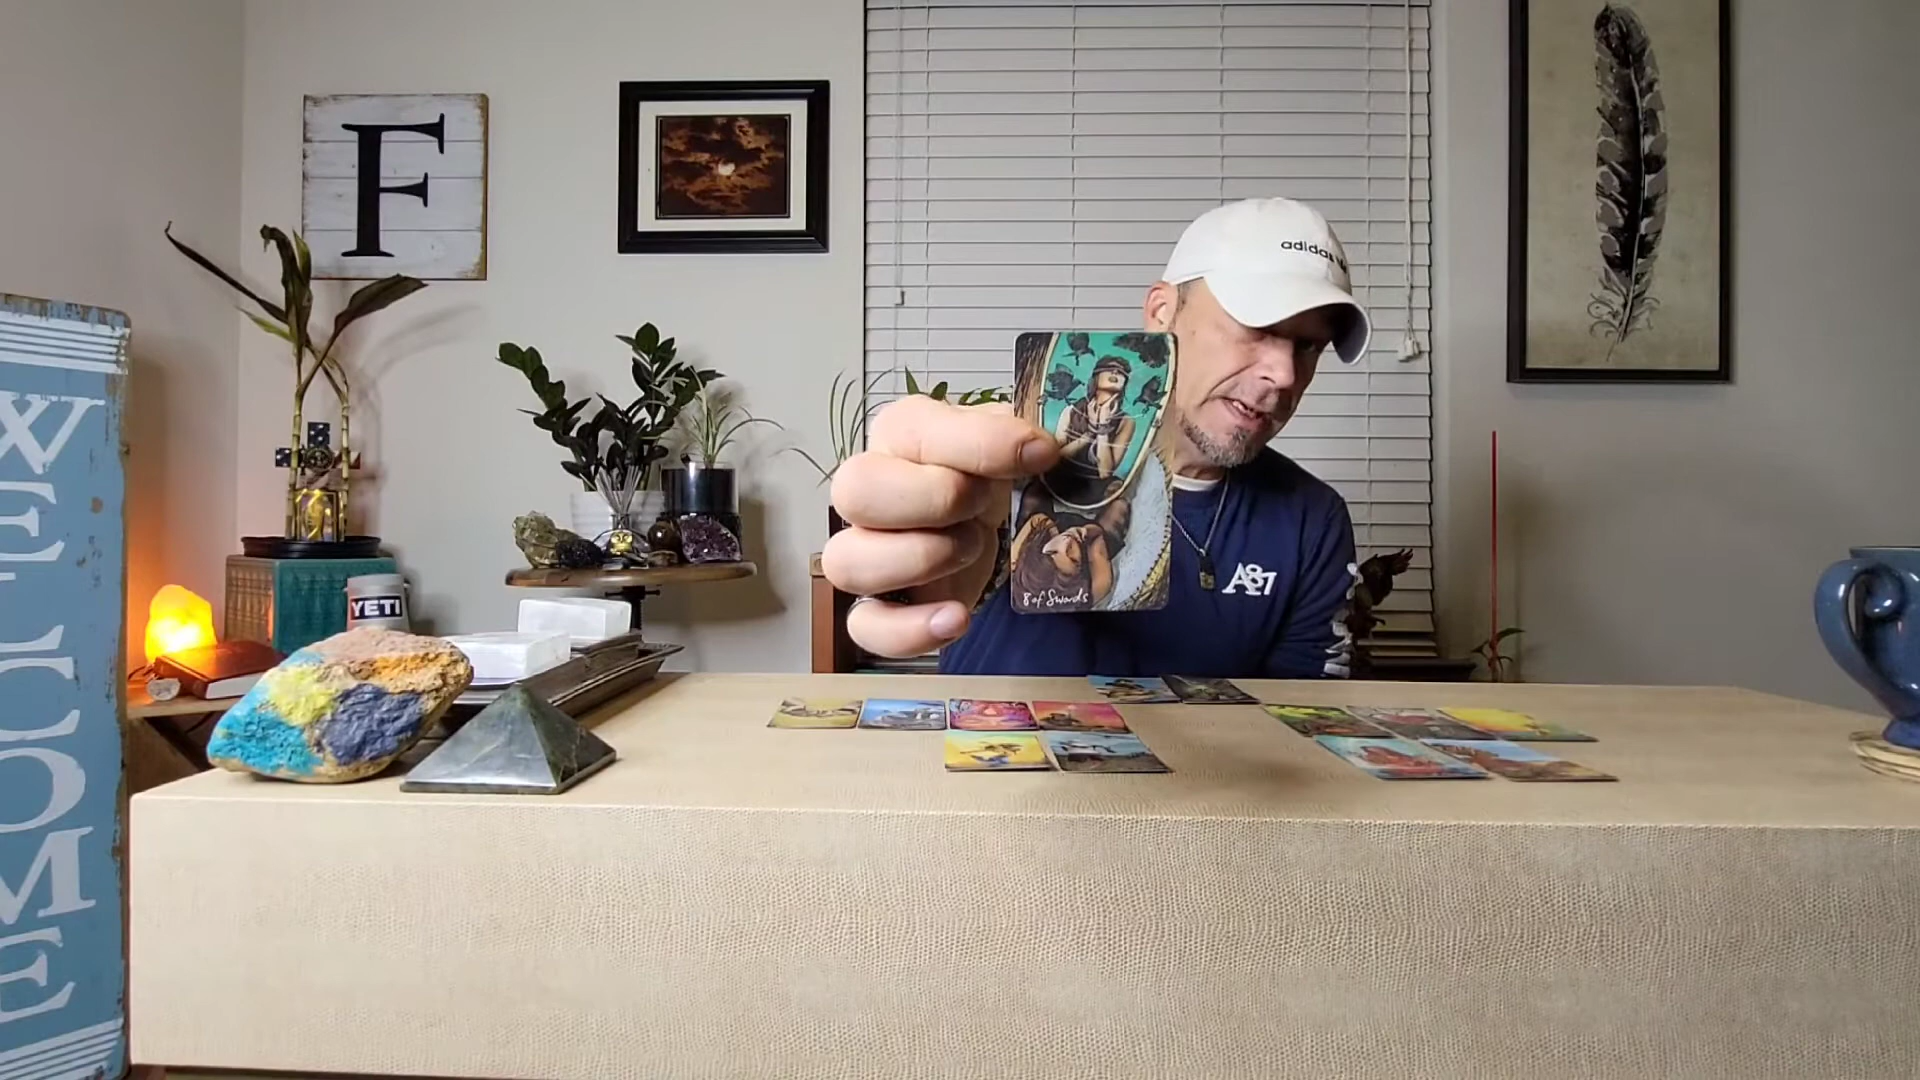 F
adidas
WELCOME
YETI
8 of Swords
A87